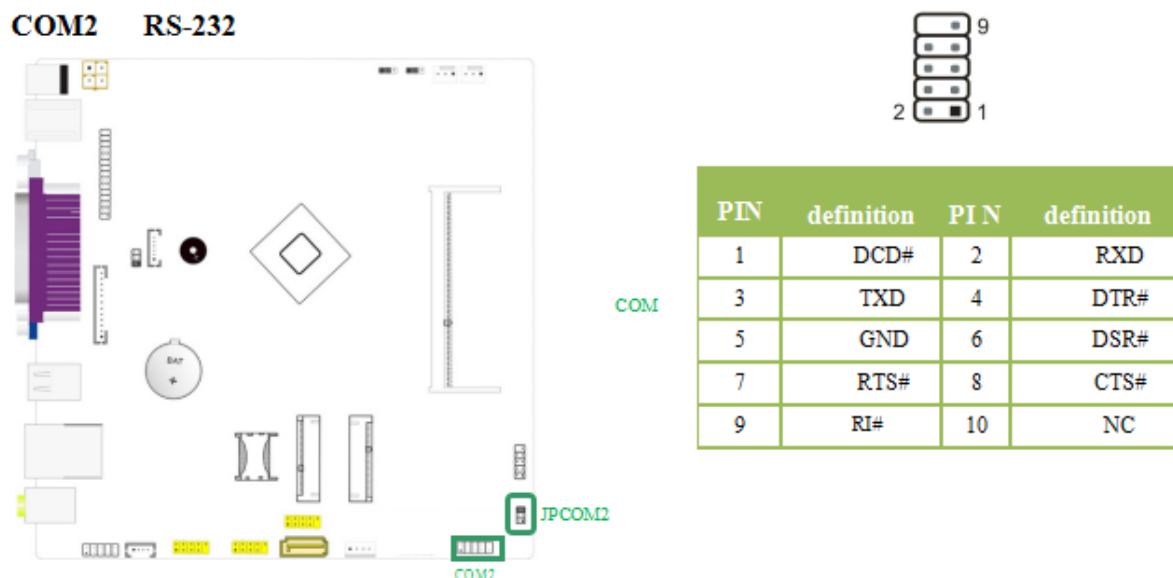 COM2 RS-232
9
2 1
BAT
JPCOM2
COM2
COM
PIN definition PI N definition
1 DCD# 2 RXD
3 TXD 4 DTR#
5 GND 6 DSR#
7 RTS# 8 CTS#
9 RI# 10 NC